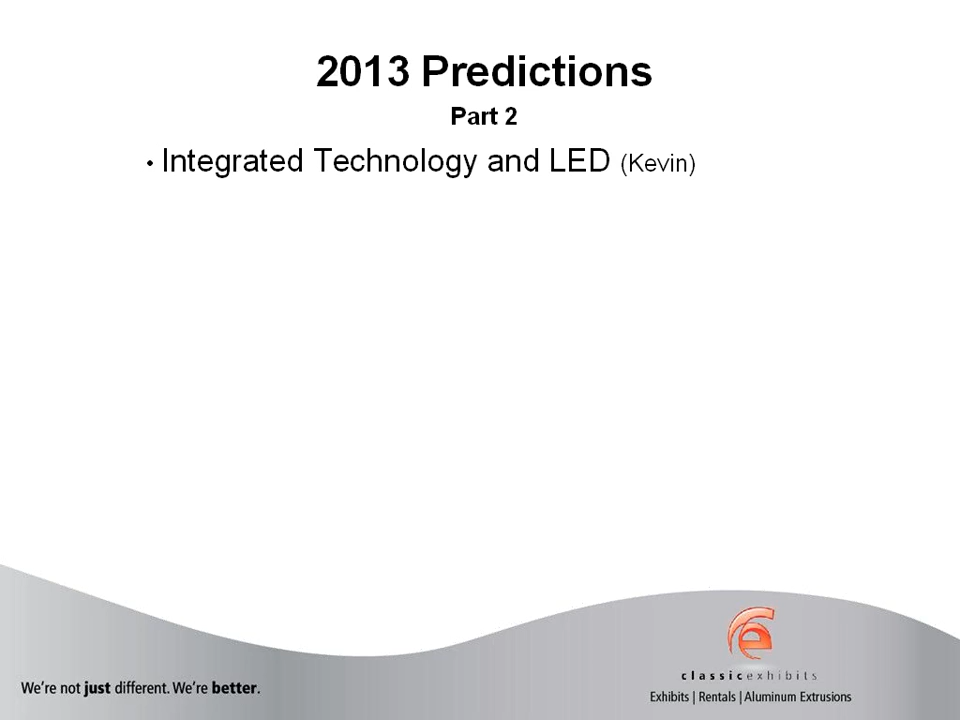 2013 Predictions
Part 2
• Integrated Technology and LED (Kevin)
We're not just different. We're better.
classicexhibits
Exhibits | Rentals | Aluminum Extrusions